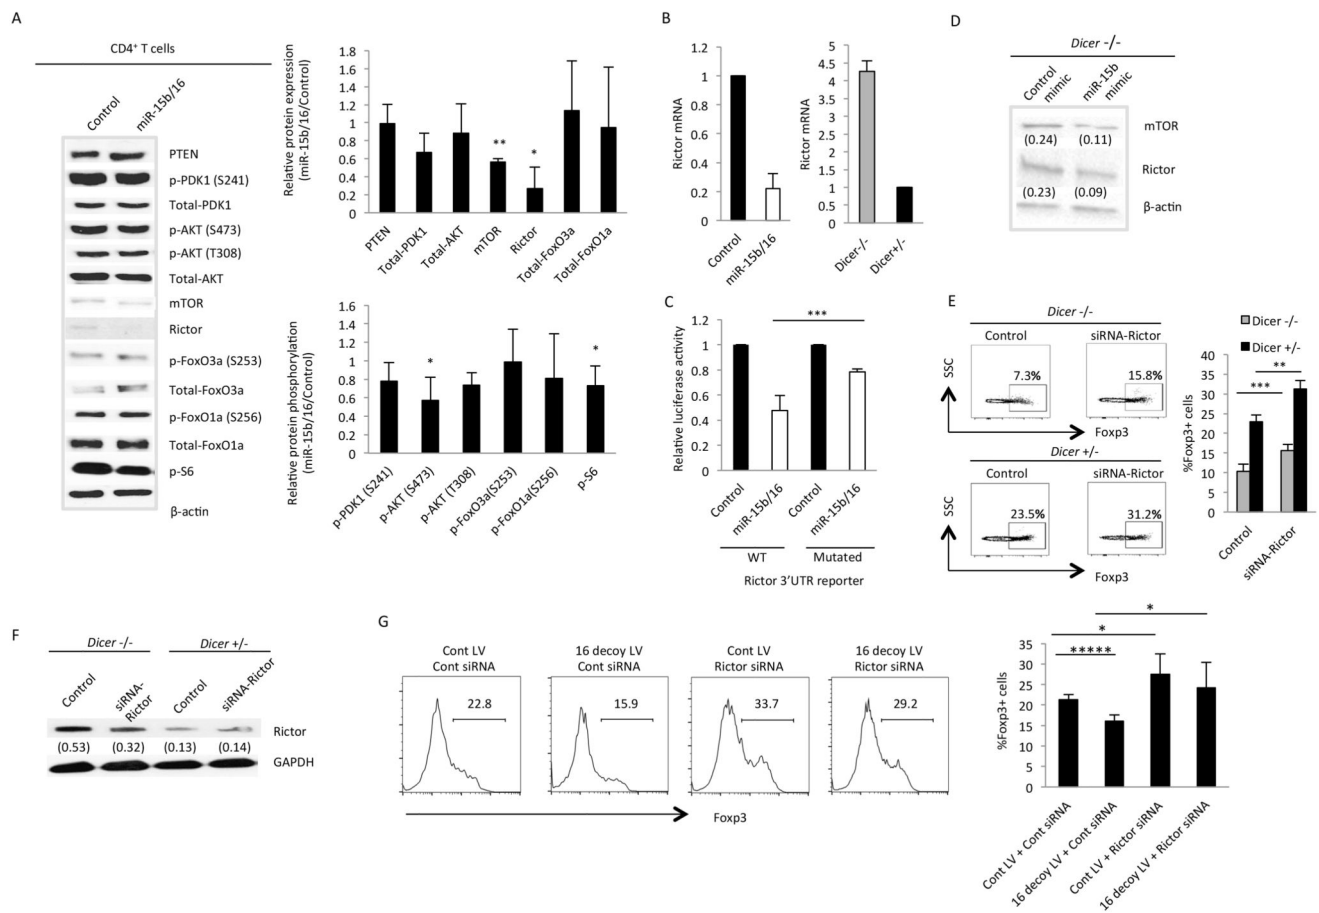 A
CD4⁺ T cells
Control
miR-15b/16
PTEN
p-PDK1 (S241)
Total-PDK1
p-AKT (S473)
p-AKT (T308)
Total-AKT
mTOR
Rictor
p-FoxO3a (S253)
Total-FoxO3a
p-FoxO1a (S256)
Total-FoxO1a
p-S6
β-actin
Relative protein expression
(miR-15b/16/Control)
1.8
1.6
1.4
1.2
1
0.8
0.6
0.4
0.2
0
**
*
PTEN
Total-PDK1
Total-AKT
mTOR
Rictor
Total-FoxO3a
Total-FoxO1a
Relative protein phosphorylation
(miR-15b/16/Control)
1.6
1.4
1.2
1
0.8
0.6
0.4
0.2
0
*
*
p-PDK1 (S241)
p-AKT (S473)
p-AKT (T308)
p-FoxO3a(S253)
p-FoxO1a(S256)
p-S6
B
Rictor mRNA
1.2
1
0.8
0.6
0.4
0.2
0
Control
miR-15b/16
Rictor mRNA
5
4.5
4
3.5
3
2.5
2
1.5
1
0.5
0
Dicer-/-
Dicer+/-
C
Relative luciferase activity
1.2
1
0.8
0.6
0.4
0.2
0
***
Control
miR-15b/16
Control
miR-15b/16
WT
Mutated
Rictor 3’UTR reporter
D
Dicer -/-
Control
mimic
miR-15b
mimic
mTOR
(0.24)
(0.11)
Rictor
(0.23)
(0.09)
β-actin
E
Dicer -/-
Control
siRNA-Rictor
SSC
7.3%
15.8%
Foxp3
Dicer +/-
Control
siRNA-Rictor
SSC
23.5%
31.2%
Foxp3
Dicer -/-
Dicer +/-
%Foxp3+ cells
40
35
30
25
20
15
10
5
0
**
***
Control
siRNA-Rictor
F
Dicer -/-
Dicer +/-
Control
siRNA-
Rictor
Control
siRNA-Rictor
Rictor
(0.53)
(0.32)
(0.13)
(0.14)
GAPDH
G
Cont LV
Cont siRNA
16 decoy LV
Cont siRNA
Cont LV
Rictor siRNA
16 decoy LV
Rictor siRNA
22.8
15.9
33.7
29.2
Foxp3
%Foxp3+ cells
35
30
25
20
15
10
5
0
*
*
*****
Cont LV + Cont siRNA
16 decoy LV + Cont siRNA
Cont LV + Rictor siRNA
16 decoy LV + Rictor siRNA